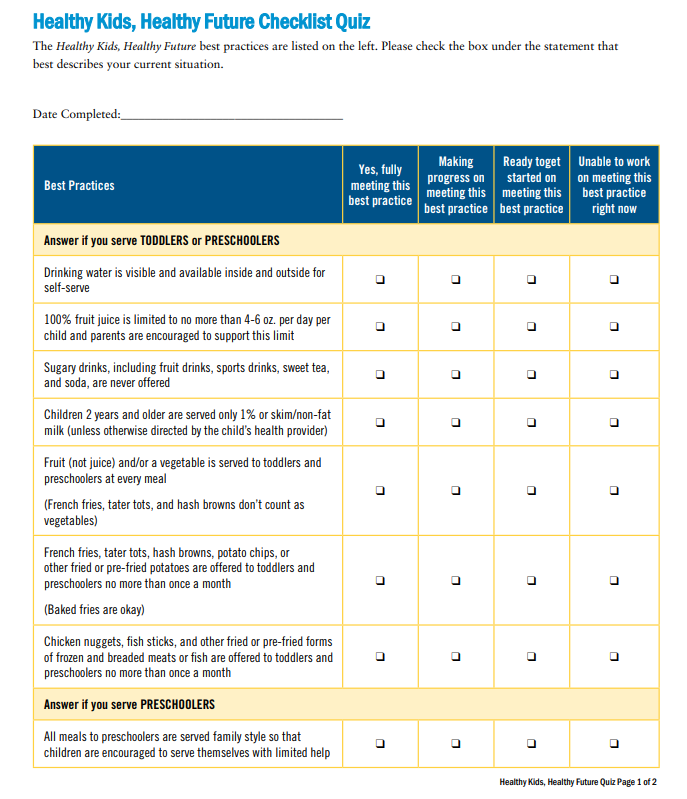 Healthy Kids, Healthy Future Checklist Quiz
The Healthy Kids, Healthy Future best practices are listed on the left. Please check the box under the statement that
best describes your current situation.
Date Completed:___________________________________
Best Practices
Yes, fully
meeting this
best practice
Making
progress on
meeting this
best practice
Ready toget
started on
meeting this
best practice
Unable to work
on meeting this
best practice
right now
Answer if you serve TODDLERS or PRESCHOOLERS
Drinking water is visible and available inside and outside for
self-serve
100% fruit juice is limited to no more than 4-6 oz. per day per
child and parents are encouraged to support this limit
Sugary drinks, including fruit drinks, sports drinks, sweet tea,
and soda, are never offered
Children 2 years and older are served only 1% or skim/non-fat
milk (unless otherwise directed by the child's health provider)
Fruit (not juice) and/or a vegetable is served to toddlers and
preschoolers at every meal
(French fries, tater tots, and hash browns don't count as
vegetables)
French fries, tater tots, hash browns, potato chips, or
other fried or pre-fried potatoes are offered to toddlers and
preschoolers no more than once a month
(Baked fries are okay)
Chicken nuggets, fish sticks, and other fried or pre-fried forms
of frozen and breaded meats or fish are offered to toddlers and
preschoolers no more than once a month
Answer if you serve PRESCHOOLERS
All meals to preschoolers are served family style so that
children are encouraged to serve themselves with limited help
Healthy Kids, Healthy Future Quiz Page 1 of 2